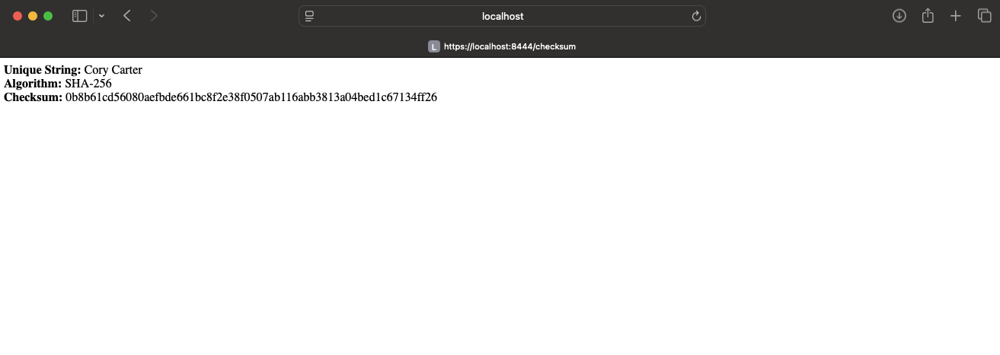 localhost
L https://localhost:8444/checksum
Unique String: Cory Carter
Algorithm: SHA-256
Checksum: 0b8b61cd56080aefbde661bc8f2e38f0507ab116abb3813a04bed1c67134ff26